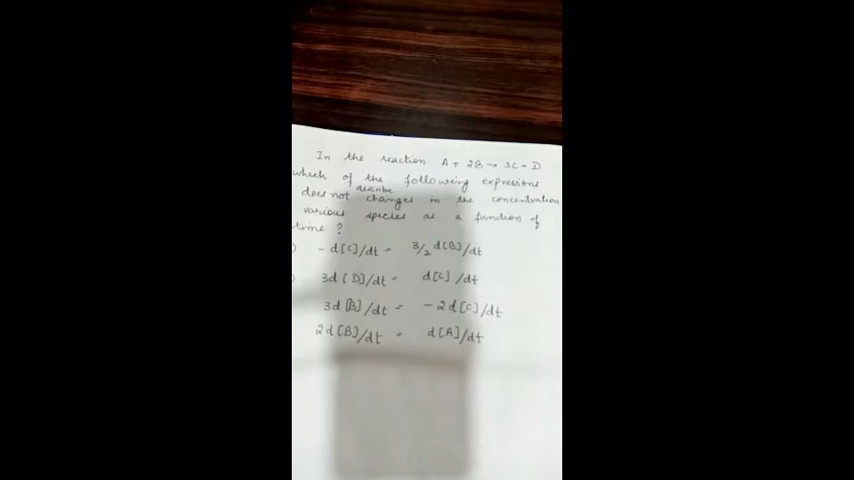 In the reaction A + 2B → 3C + D
which of the following expressions
does not describe changes in the concentration
various species as a function of
time ?
) - d[C]/dt = 3/2 d[B]/dt
) 3d[D]/dt = d[C]/dt
3d[B]/dt = -2d[C]/dt
2d[B]/dt = d[A]/dt